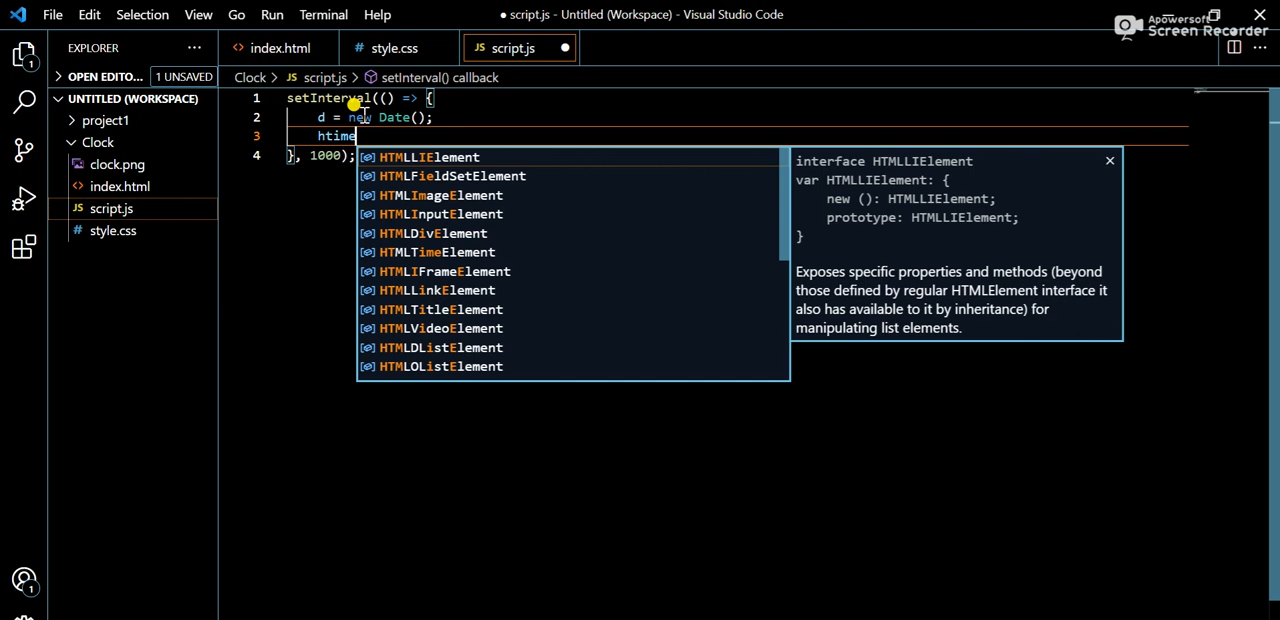 File Edit Selection View Go Run Terminal Help
● script.js - Untitled (Workspace) - Visual Studio Code
Apowersoft
Screen Recorder
EXPLORER
index.html
# style.css
JS script.js
OPEN EDITO... 1 UNSAVED
Clock > JS script.js > setInterval() callback
UNTITLED (WORKSPACE)
project1
Clock
clock.png
index.html
JS script.js
# style.css
1 setInterval(() => {
2 d = new Date();
3 htime
4 }, 1000);
HTMLLIElement
HTMLFieldSetElement
HTMLImageElement
HTMLInputElement
HTMLDivElement
HTMLTimeElement
HTMLIFrameElement
HTMLLinkElement
HTMLTitleElement
HTMLVideoElement
HTMLDListElement
HTMLOListElement
interface HTMLLIElement
var HTMLLIElement: {
new (): HTMLLIElement;
prototype: HTMLLIElement;
}
Exposes specific properties and methods (beyond
those defined by regular HTMLElement interface it
also has available to it by inheritance) for
manipulating list elements.
1
1